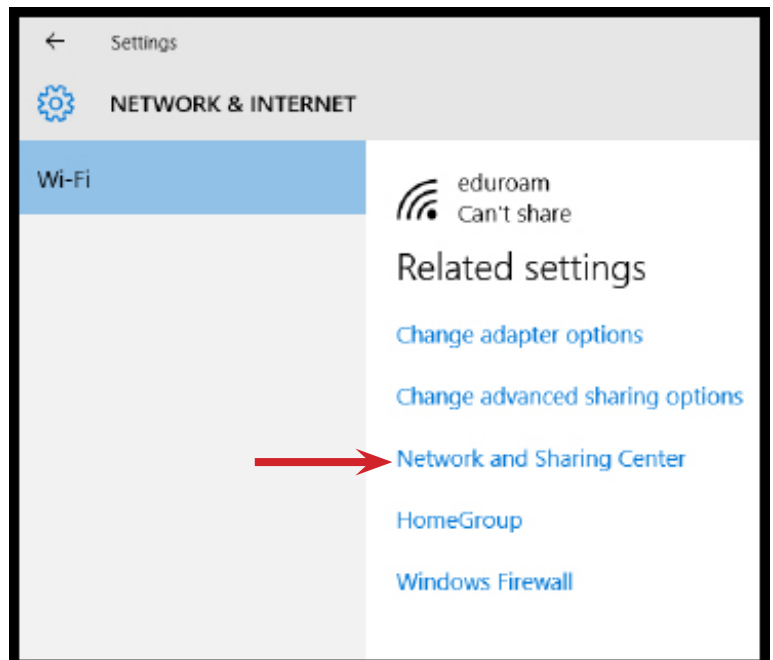 Settings
NETWORK & INTERNET
Wi-Fi
eduroam
Can't share
Related settings
Change adapter options
Change advanced sharing options
Network and Sharing Center
HomeGroup
Windows Firewall